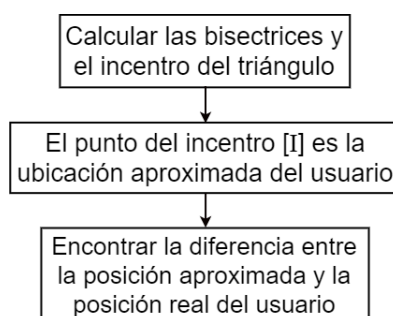 Calcular las bisectrices y
el incentro del triángulo
El punto del incentro [I] es la
ubicación aproximada del usuario
Encontrar la diferencia entre
la posición aproximada y la
posición real del usuario